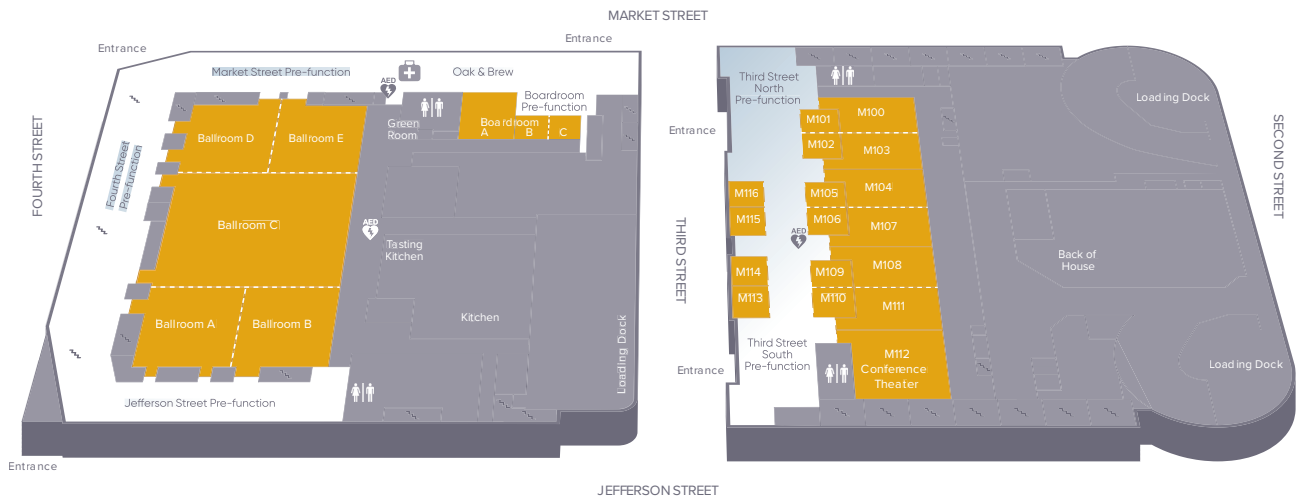 MARKET STREET
Entrance
Entrance
Market Street Pre-function
AED
Oak & Brew
Boardroom
Pre-function
Ballroom D
Ballroom E
Green
Room
Boardroom
A
B
C
FOURTH STREET
Fourth Street
Pre-function
Ballroom C
AED
Tasting
Kitchen
Ballroom A
Ballroom B
Kitchen
Loading Dock
Jefferson Street Pre-function
Entrance
THIRD STREET
Third Street
North
Pre-function
Entrance
M101
M100
M102
M103
M116
M105
M104
M115
M106
M107
AED
M114
M109
M108
M113
M110
M111
Third Street
South
Pre-function
Entrance
M112
Conference
Theater
Loading Dock
Back of
House
Loading Dock
SECOND STREET
JEFFERSON STREET